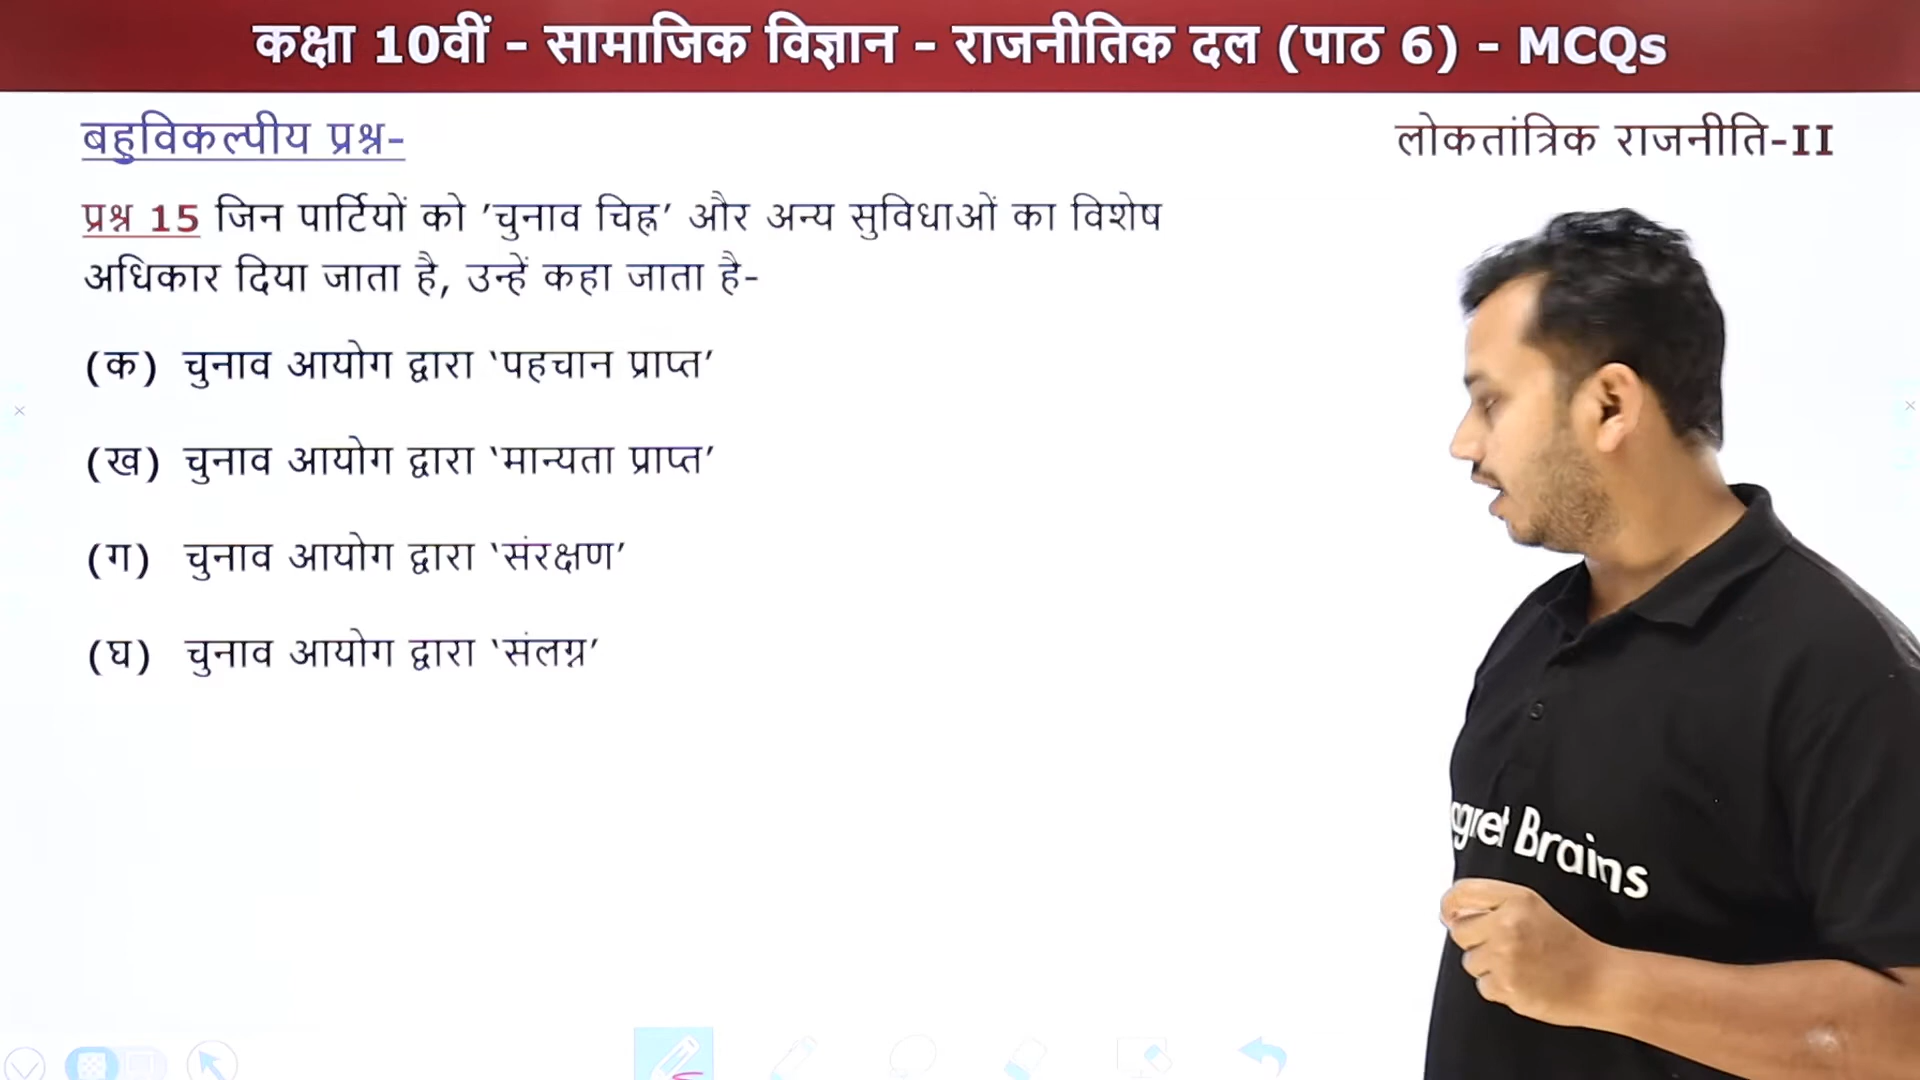 कक्षा 10वीं - सामाजिक विज्ञान - राजनीतिक दल (पाठ 6) - MCQs
बहुविकल्पीय प्रश्न-
लोकतांत्रिक राजनीति-II
प्रश्न 15 जिन पार्टियों को ’चुनाव चिह्न’ और अन्य सुविधाओं का विशेष
अधिकार दिया जाता है, उन्हें कहा जाता है-
(क) चुनाव आयोग द्वारा ‘पहचान प्राप्त’
(ख) चुनाव आयोग द्वारा ‘मान्यता प्राप्त’
(ग) चुनाव आयोग द्वारा ‘संरक्षण’
(घ) चुनाव आयोग द्वारा ‘संलग्न’
Brains